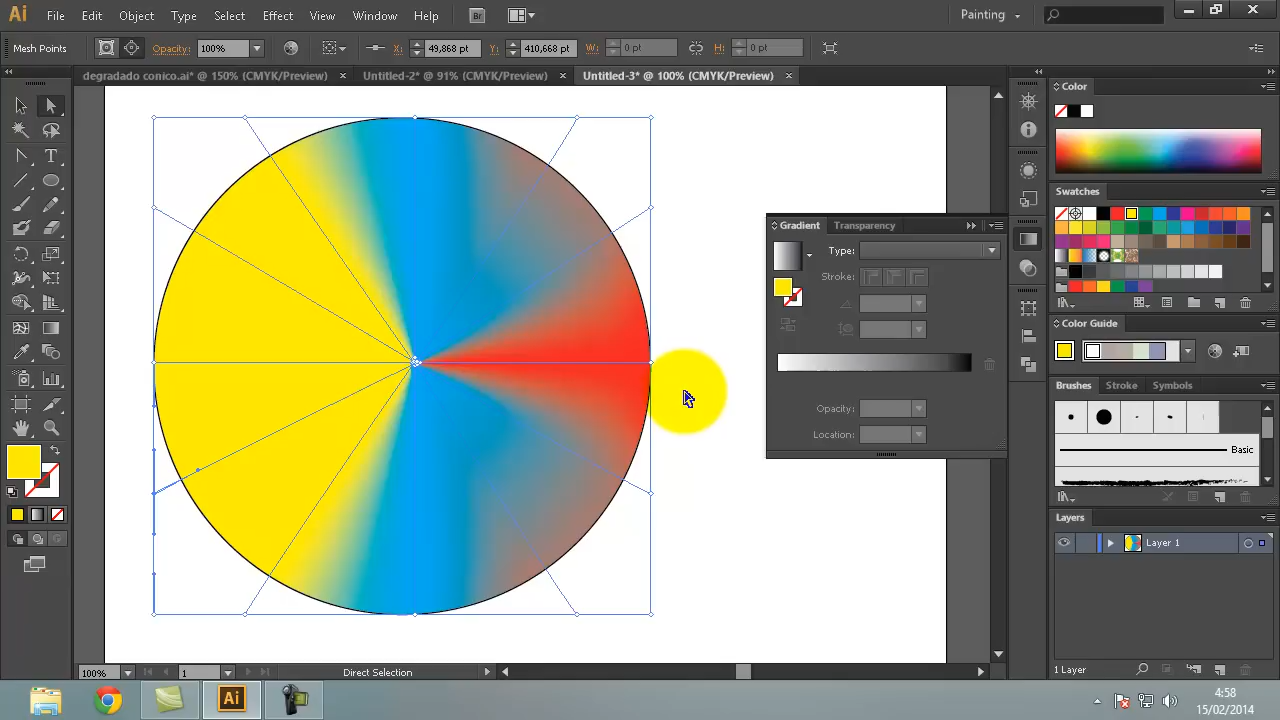 Ai File Edit Object Type Select Effect View Window Help Br Painting
Mesh Points Opacity: 100% X: 49,868 pt Y: 410,668 pt W: 0 pt H: 0 pt
degradado conico.ai* @ 150% (CMYK/Preview) Untitled-2* @ 91% (CMYK/Preview) Untitled-3* @ 100% (CMYK/Preview)
Color
Swatches
Gradient Transparency
Type:
Stroke:
Color Guide
Brushes Stroke Symbols
Opacity:
Location:
Basic
Layers
Layer 1
100% 1 Direct Selection
1 Layer
Ai
4:58
15/02/2014